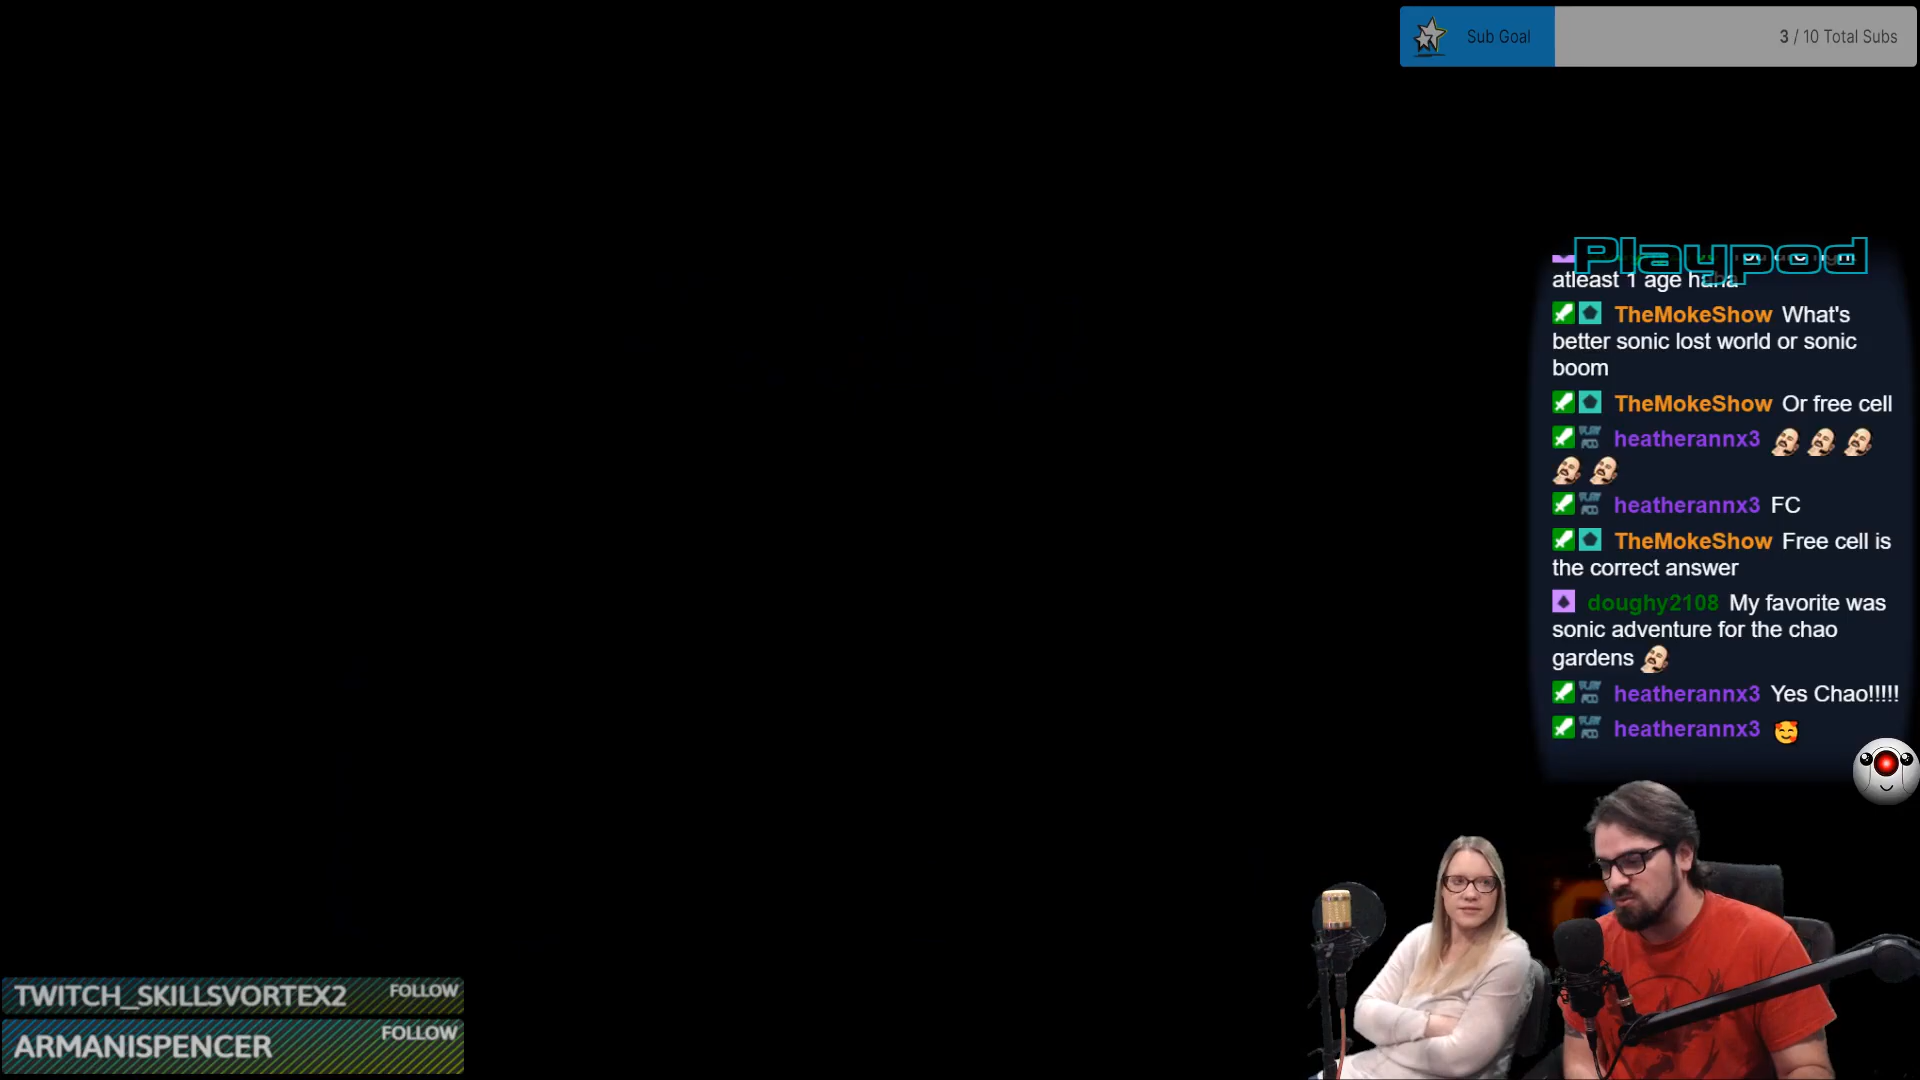 Sub Goal
3 / 10 Total Subs
Playpod
atleast 1 age haha
TheMokeShow What's
better sonic lost world or sonic
boom
TheMokeShow Or free cell
heatherannx3
heatherannx3 FC
TheMokeShow Free cell is
the correct answer
doughy2108 My favorite was
sonic adventure for the chao
gardens
heatherannx3 Yes Chao!!!!!
heatherannx3
TWITCH_SKILLSVORTEX2 FOLLOW
ARMANISPENCER FOLLOW